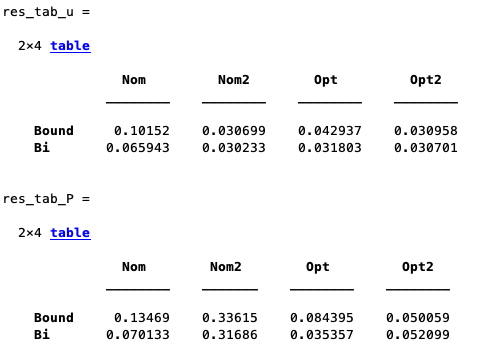 res_tab_u =
2×4 table
Nom Nom2 Opt Opt2
Bound 0.10152 0.030699 0.042937 0.030958
Bi 0.065943 0.030233 0.031803 0.030701
res_tab_P =
2×4 table
Nom Nom2 Opt Opt2
Bound 0.13469 0.33615 0.084395 0.050059
Bi 0.070133 0.31686 0.035357 0.052099